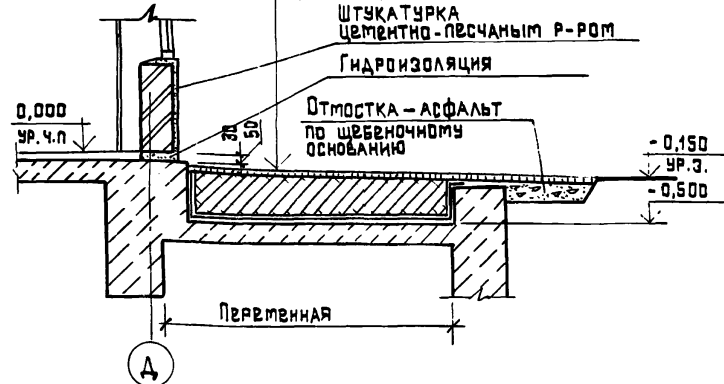 ШТУКАТУРКА
ЦЕМЕНТНО-ПЕСЧАНЫМ Р-РОМ
ГИДРОИЗОЛЯЦИЯ
0,000
УР. Ч.П
30
50
ОТМОСТКА – АСФАЛЬТ
ПО ЩЕБЕНОЧНОМУ
ОСНОВАНИЮ
-0,150
УР.З.
-0,500
ПЕРЕМЕННАЯ
Д